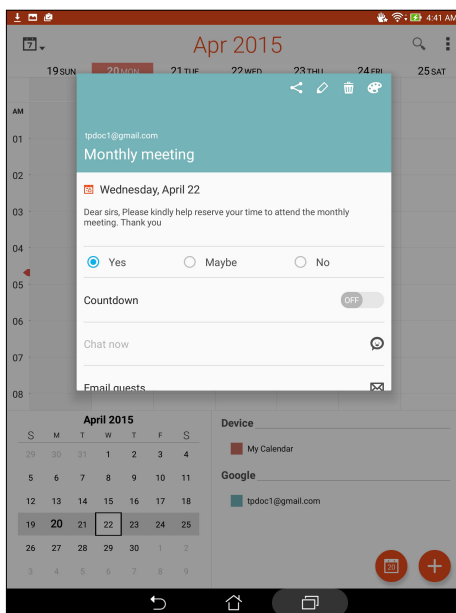 4:41 AM
7
Apr 2015
19 SUN 20 MON 21 TUE 22 WED 23 THU 24 FRI 25 SAT
AM
01
02
03
04
05
06
07
08
tpdoc1@gmail.com
Monthly meeting
Wednesday, April 22
Dear sirs, Please kindly help reserve your time to attend the monthly
meeting. Thank you
Yes Maybe No
Countdown OFF
Chat now
Email guests
April 2015
S M T W T F S
29 30 31 1 2 3 4
5 6 7 8 9 10 11
12 13 14 15 16 17 18
19 20 21 22 23 24 25
26 27 28 29 30 1 2
3 4 5 6 7 8 9
Device
My Calendar
Google
tpdoc1@gmail.com
20